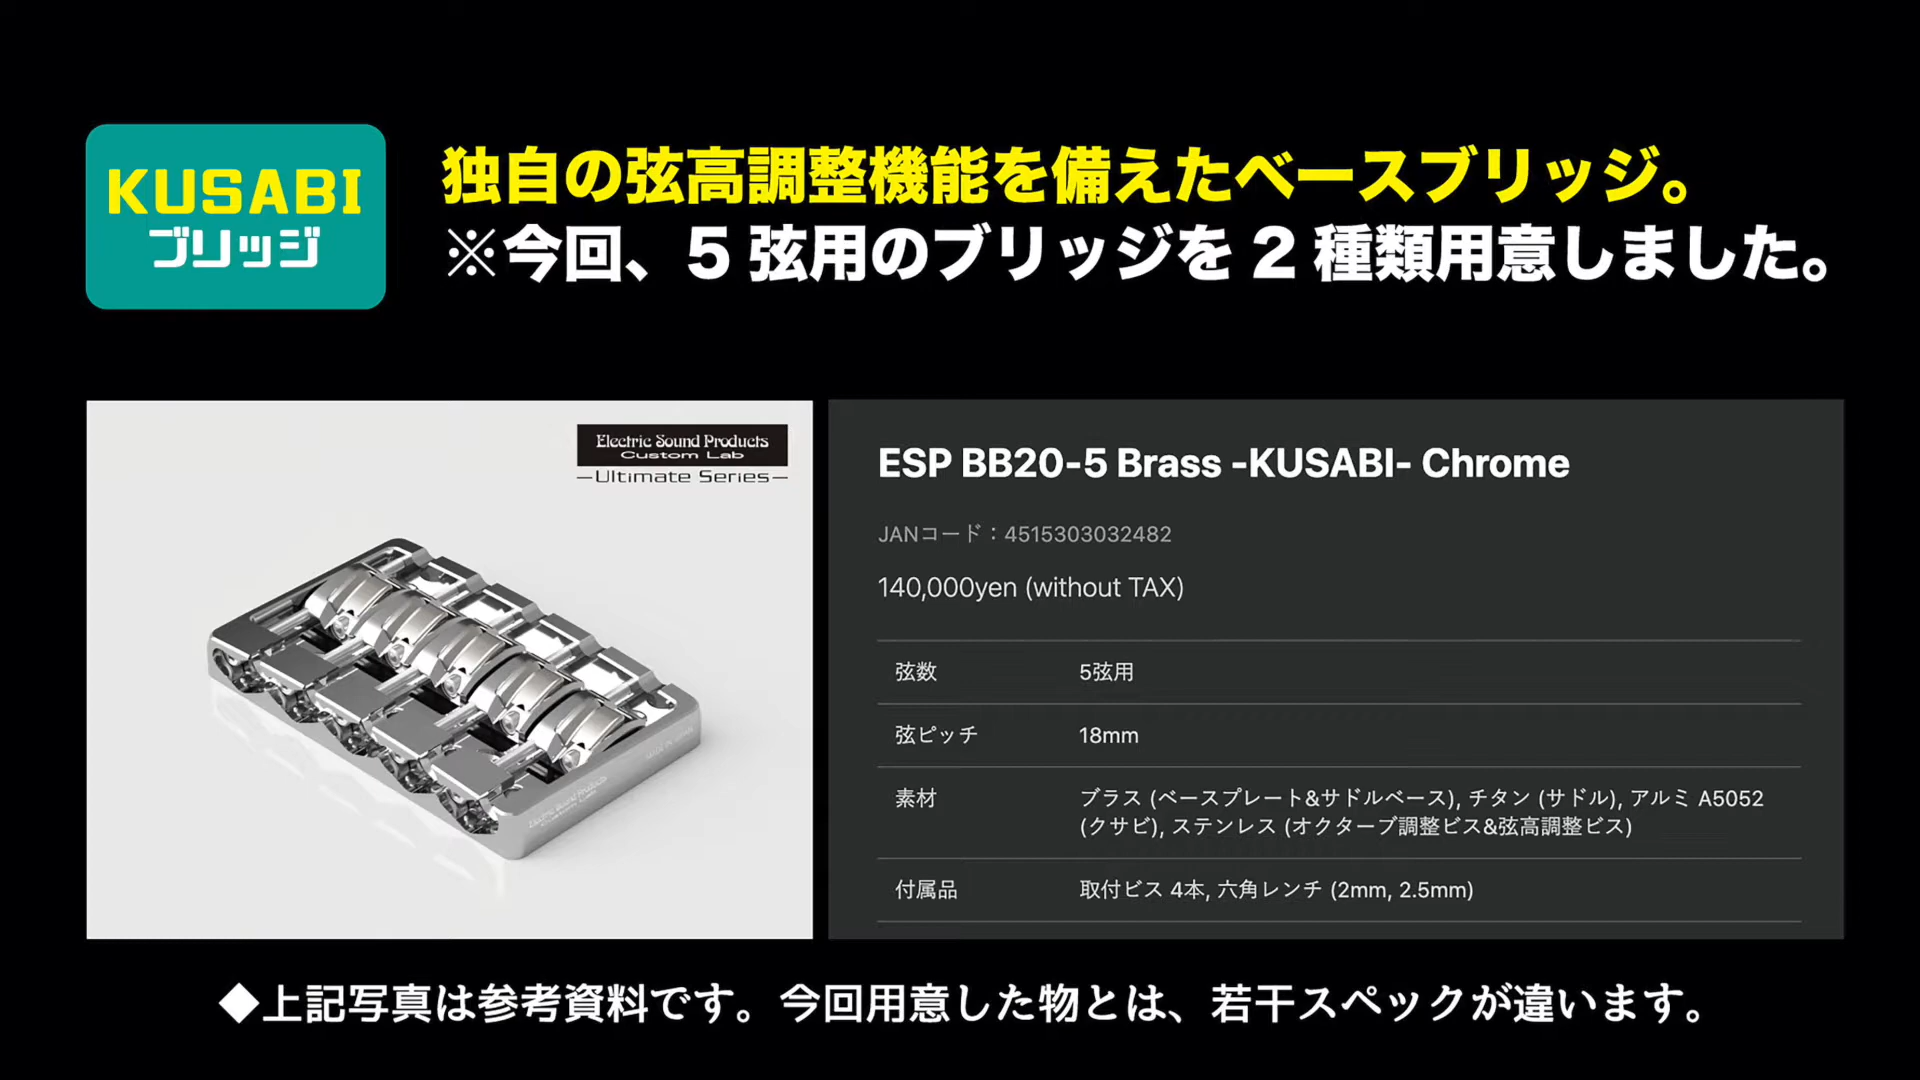 KUSABI
ブリッジ
独自の弦高調整機能を備えたベースブリッジ。
※今回、5 弦用のブリッジを 2 種類用意しました。
Electric Sound Products
Custom Lab
Ultimate Series
Electric Sound Products
MADE IN JAPAN
ESP BB20-5 Brass -KUSABI- Chrome
JANコード：4515303032482
140,000yen (without TAX)
弦数 5弦用
弦ピッチ 18mm
素材 ブラス (ベースプレート&サドルベース), チタン (サドル), アルミ A5052
(クサビ), ステンレス (オクターブ調整ビス&弦高調整ビス)
付属品 取付ビス 4本, 六角レンチ (2mm, 2.5mm)
◆上記写真は参考資料です。今回用意した物とは、若干スペックが違います。